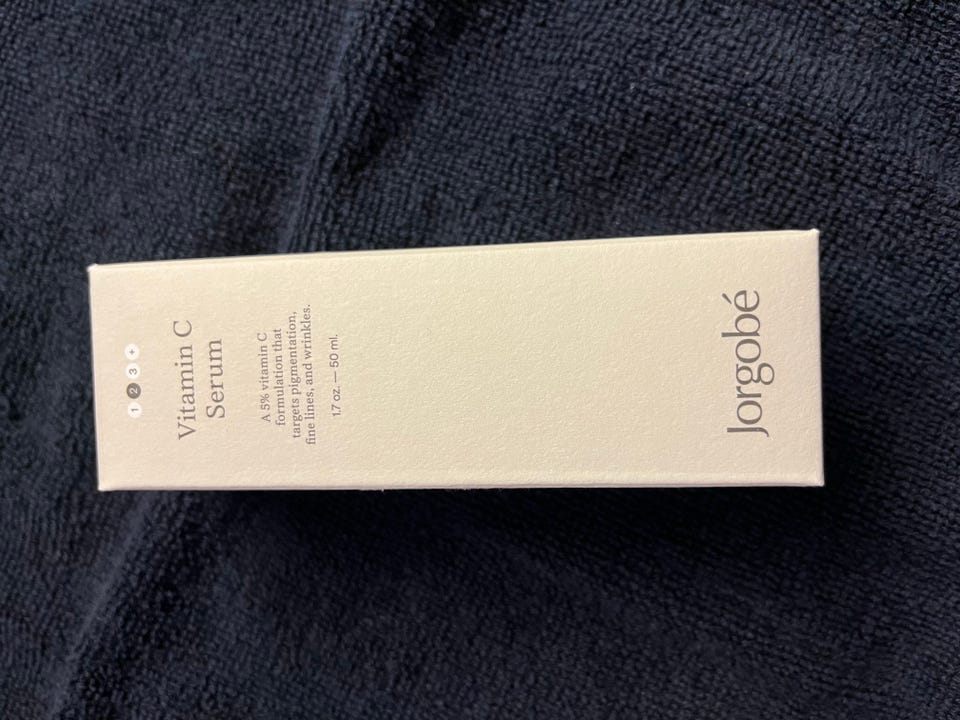 1 2 3 +
Vitamin C
Serum
A 5% vitamin C
formulation that
targets pigmentation,
fine lines, and wrinkles.
1.7 oz. — 50 ml.
Jorgobé